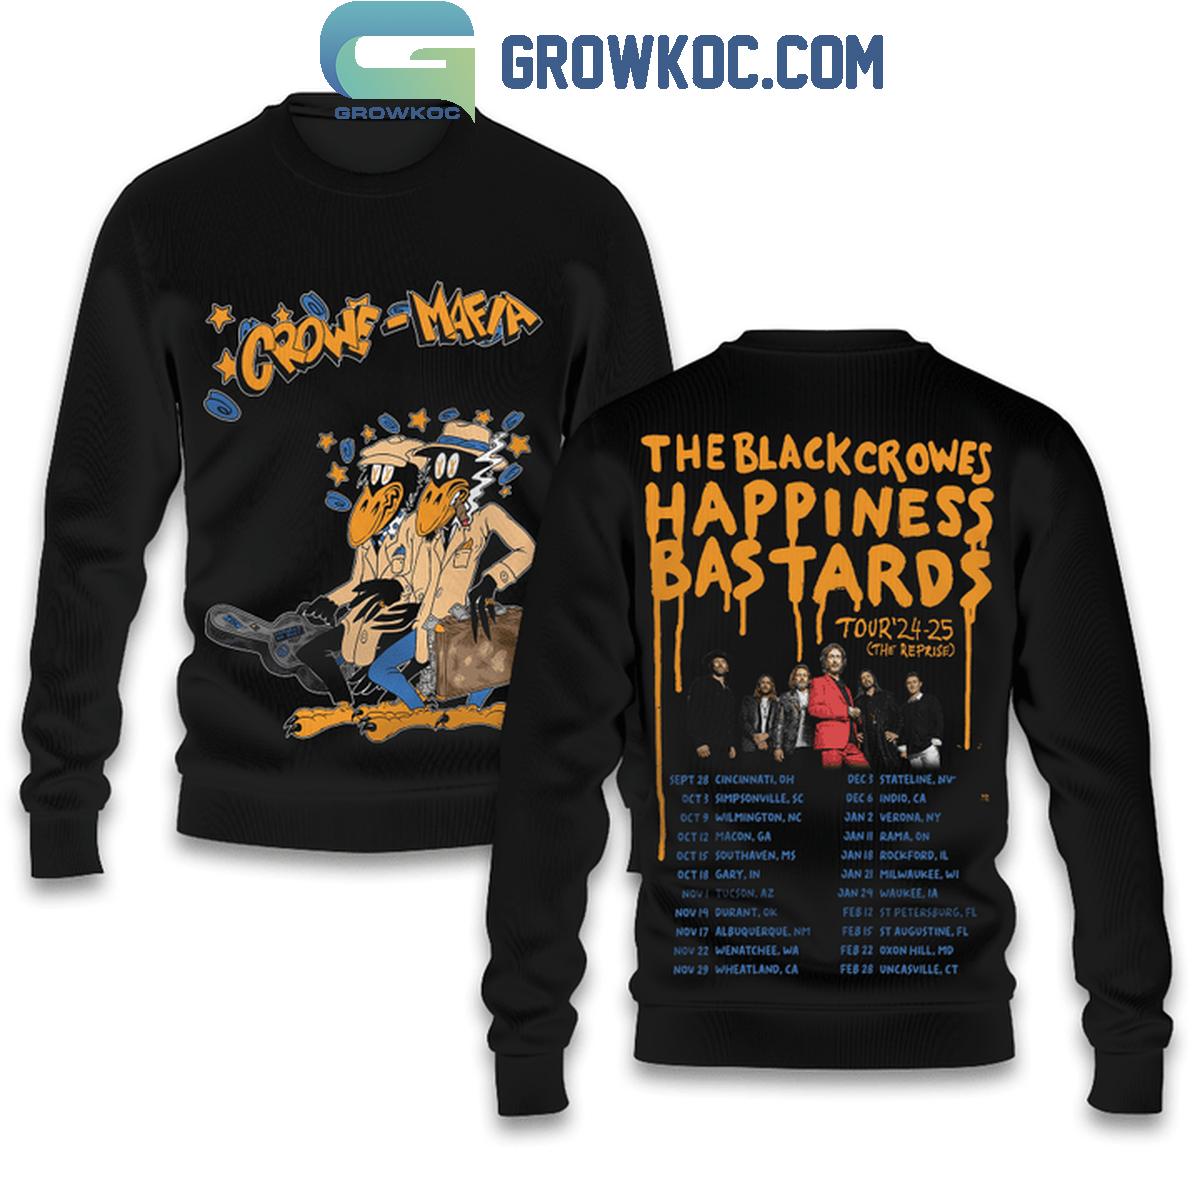 GROWKOC.COM
GROWKOC
CROWE-MAFIA
THE BLACK CROWES
HAPPINESS
BASTARDS
TOUR '24-25
(THE REPRISE)
SEPT 28 CINCINNATI, OH
OCT 3 SIMPSONVILLE, SC
OCT 9 WILMINGTON, NC
OCT 12 MACON, GA
OCT 15 SOUTHAVEN, MS
OCT 18 GARY, IN
NOV 1 TUCSON, AZ
NOV 14 DURANT, OK
NOV 17 ALBUQUERQUE, NM
NOV 22 WENATCHEE, WA
NOV 29 WHEATLAND, CA
DEC 3 STATELINE, NV
DEC 6 INDIO, CA
JAN 2 VERONA, NY
JAN 11 RAMA, ON
JAN 18 ROCKFORD, IL
JAN 21 MILWAUKEE, WI
JAN 24 WAUKEE, IA
FEB 12 ST PETERSBURG, FL
FEB 15 ST AUGUSTINE, FL
FEB 22 OXON HILL, MD
FEB 28 UNCASVILLE, CT